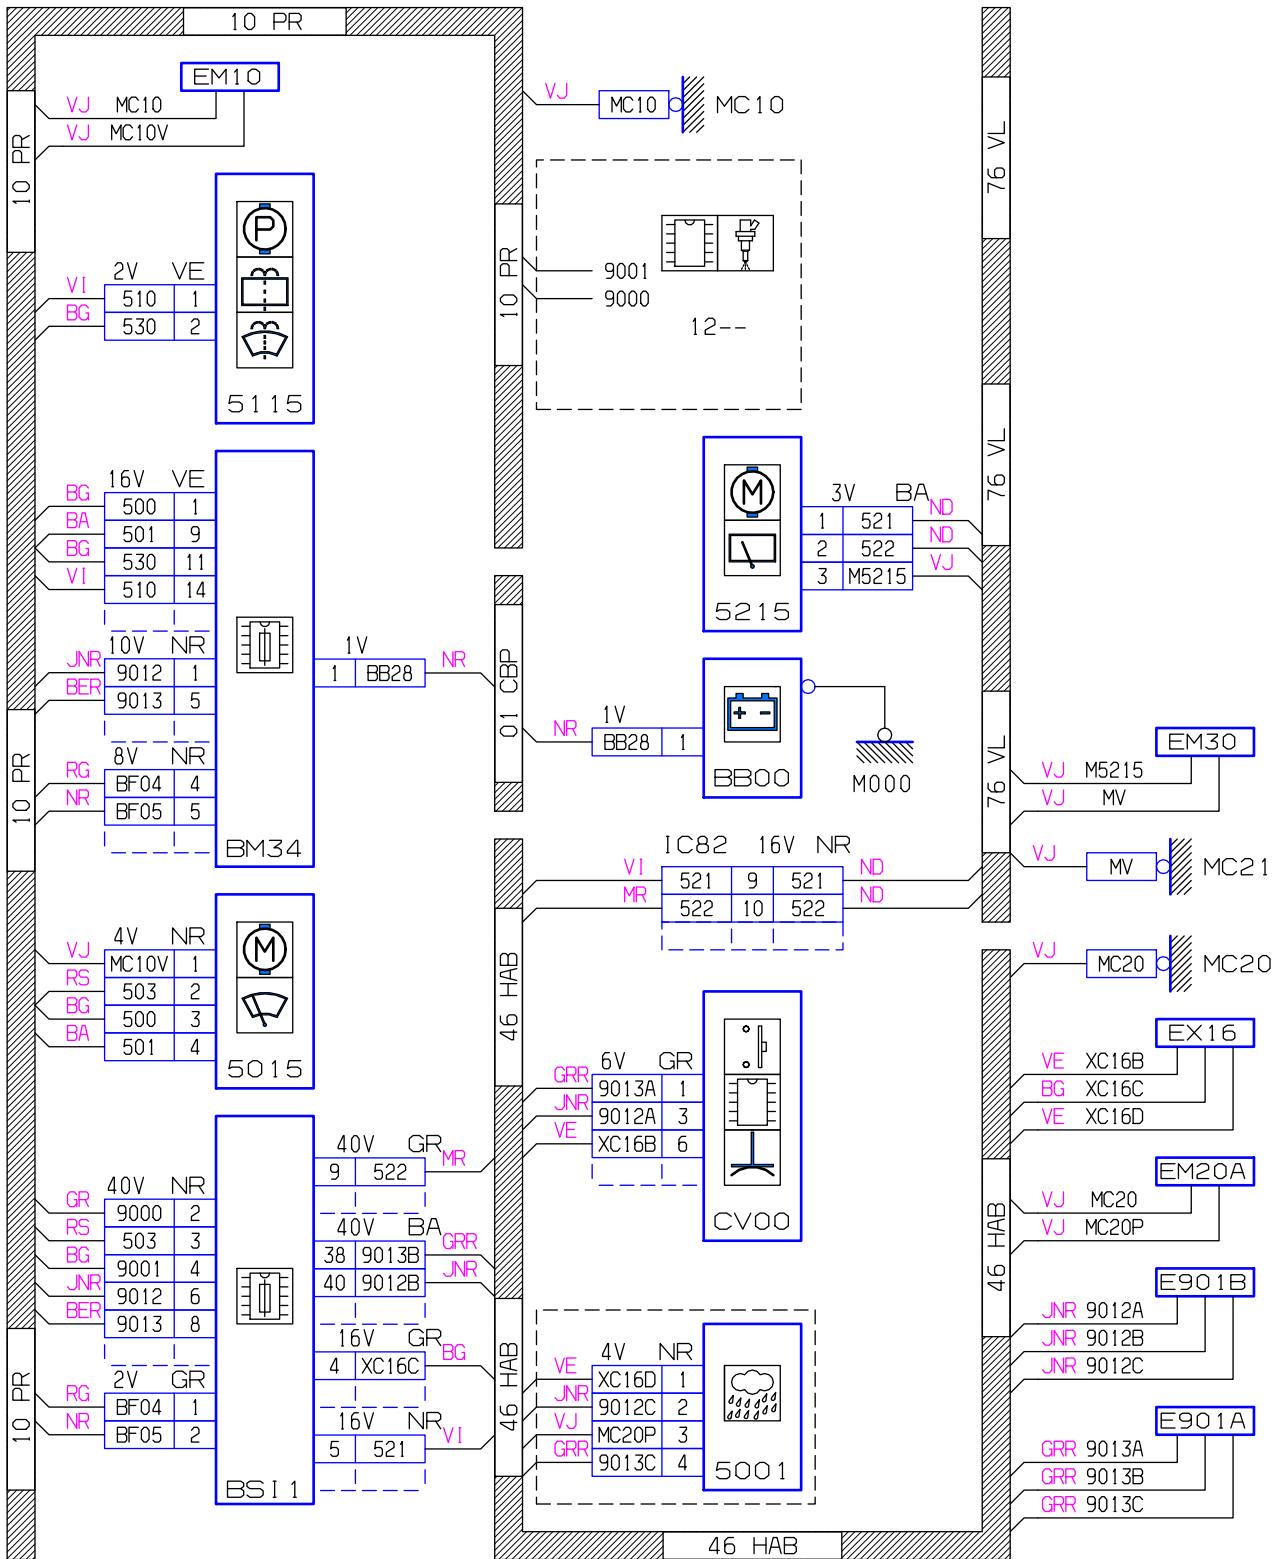 10 PR
EM10
VJ MC10
VJ MC10V
10 PR
2V VE
VI 510 1
BG 530 2
5115
16V VE
BG 500 1
BA 501 9
BG 530 11
VI 510 14
10V NR
JNR 9012 1
BER 9013 5
8V NR
RG BF04 4
NR BF05 5
BM34
1V
1 BB28 NR
10 PR
4V NR
VJ MC10V 1
RS 503 2
BG 500 3
BA 501 4
5015
40V NR
GR 9000 2
RS 503 3
BG 9001 4
JNR 9012 6
BER 9013 8
2V GR
RG BF04 1
NR BF05 2
BSI1
40V GR
9 522 MR
40V BA
38 9013B GRR
40 9012B JNR
16V GR
4 XC16C BG
16V NR
5 521 VI
10 PR
VJ MC10 MC10
10 PR
9001
9000
12--
P
M
3V BA
1 521 ND
2 522 ND
3 M5215 VJ
5215
01 CBP
1V
NR BB28 1
BB00
M000
IC82 16V NR
VI 521 9 521 ND
MR 522 10 522 ND
46 HAB
6V GR
GRR 9013A 1
JNR 9012A 3
VE XC16B 6
CV00
46 HAB
4V NR
VE XC16D 1
JNR 9012C 2
VJ MC20P 3
GRR 9013C 4
5001
46 HAB
76 VL
76 VL
76 VL
EM30
VJ M5215
VJ MV
VJ MV MC21
VJ MC20 MC20
EX16
VE XC16B
BG XC16C
VE XC16D
EM20A
VJ MC20
VJ MC20P
46 HAB
E901B
JNR 9012A
JNR 9012B
JNR 9012C
E901A
GRR 9013A
GRR 9013B
GRR 9013C
M